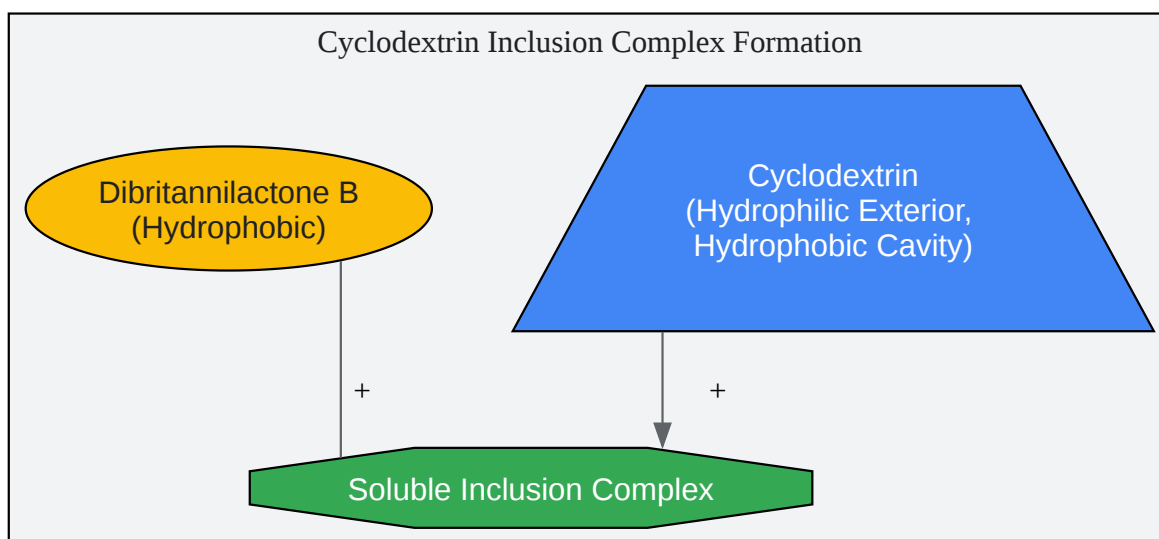 Cyclodextrin Inclusion Complex Formation
Dibritannilactone B
(Hydrophobic)
Cyclodextrin
(Hydrophilic Exterior,
Hydrophobic Cavity)
+
+
Soluble Inclusion Complex